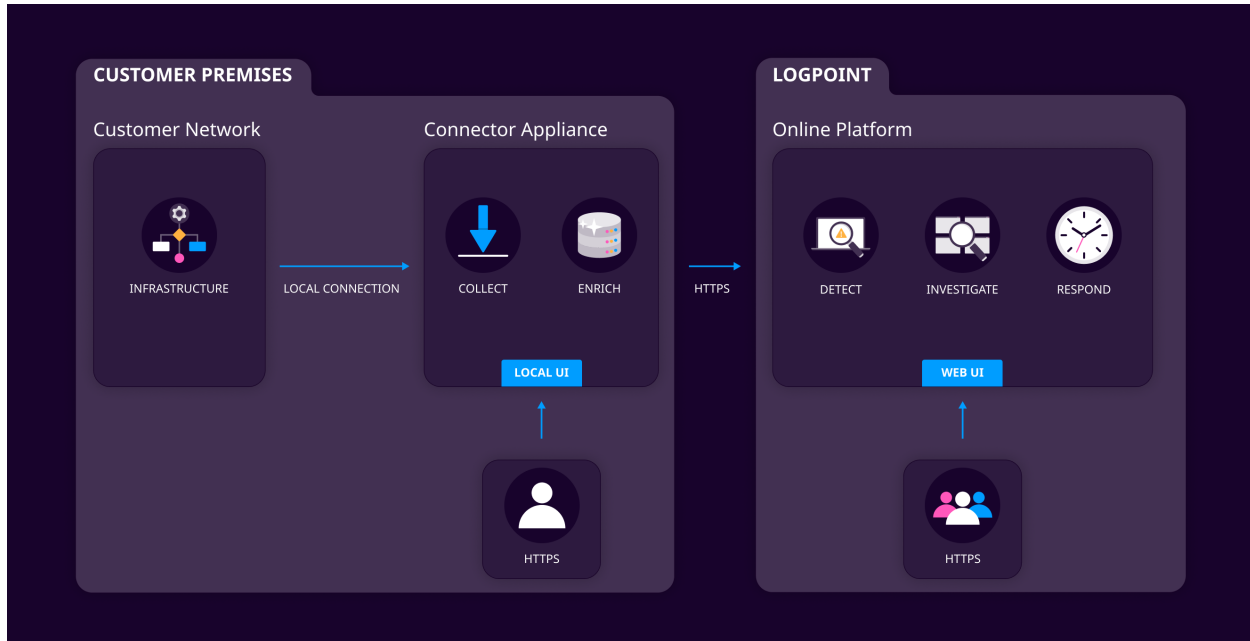 CUSTOMER PREMISES
Customer Network
INFRASTRUCTURE
LOCAL CONNECTION
Connector Appliance
COLLECT
ENRICH
LOCAL UI
HTTPS
HTTPS
LOGPOINT
Online Platform
DETECT
INVESTIGATE
RESPOND
WEB UI
HTTPS